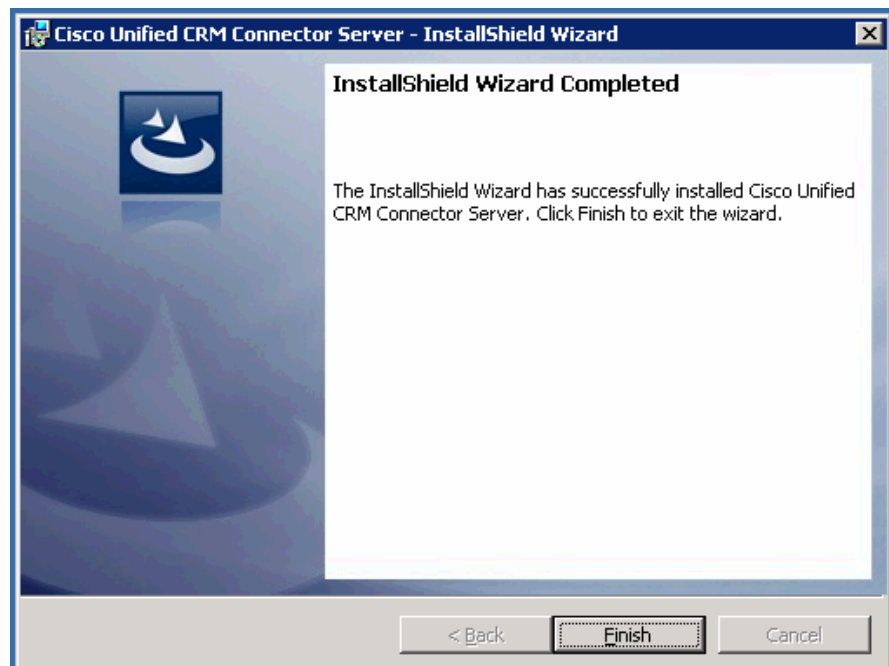 Cisco Unified CRM Connector Server - InstallShield Wizard
InstallShield Wizard Completed
The InstallShield Wizard has successfully installed Cisco Unified
CRM Connector Server. Click Finish to exit the wizard.
< Back Finish Cancel